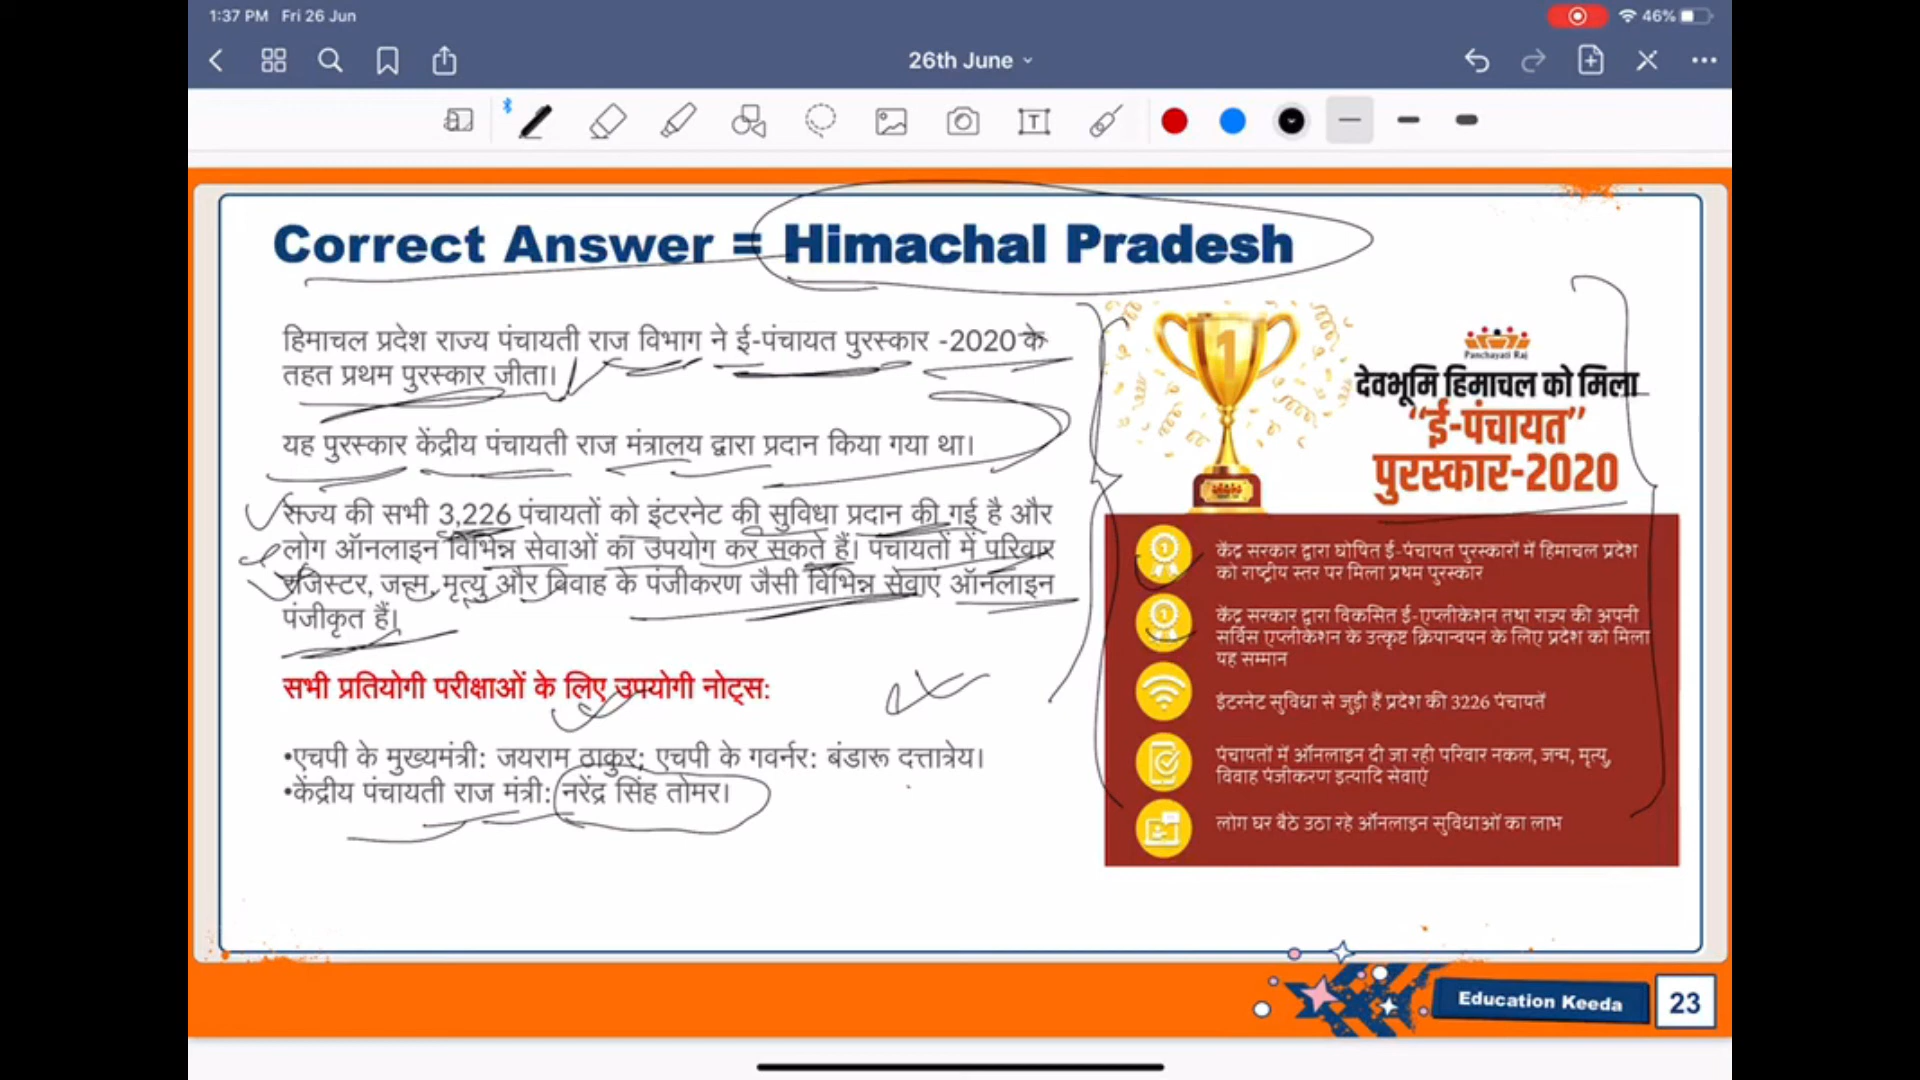 1:37 PM Fri 26 Jun
46%
26th June
T
Correct Answer = Himachal Pradesh
हिमाचल प्रदेश राज्य पंचायती राज विभाग ने ई-पंचायत पुरस्कार -2020 के
तहत प्रथम पुरस्कार जीता।
यह पुरस्कार केंद्रीय पंचायती राज मंत्रालय द्वारा प्रदान किया गया था।
राज्य की सभी 3,226 पंचायतों को इंटरनेट की सुविधा प्रदान की गई है और
लोग ऑनलाइन विभिन्न सेवाओं का उपयोग कर सकते हैं। पंचायतों में परिवार
रजिस्टर, जन्म, मृत्यु और विवाह के पंजीकरण जैसी विभिन्न सेवाएं ऑनलाइन
पंजीकृत हैं।
सभी प्रतियोगी परीक्षाओं के लिए उपयोगी नोट्स:
•एचपी के मुख्यमंत्री: जयराम ठाकुर; एचपी के गवर्नर: बंडारू दत्तात्रेय।
•केंद्रीय पंचायती राज मंत्री: नरेंद्र सिंह तोमर।
1
Panchayati Raj
देवभूमि हिमाचल को मिला
“ई-पंचायत”
पुरस्कार-2020
केंद्र सरकार द्वारा घोषित ई-पंचायत पुरस्कारों में हिमाचल प्रदेश
को राष्ट्रीय स्तर पर मिला प्रथम पुरस्कार
केंद्र सरकार द्वारा विकसित ई-एप्लीकेशन तथा राज्य की अपनी
सर्विस एप्लीकेशन के उत्कृष्ट क्रियान्वयन के लिए प्रदेश को मिला
यह सम्मान
इंटरनेट सुविधा से जुड़ी हैं प्रदेश की 3226 पंचायतें
पंचायतों में ऑनलाइन दी जा रही परिवार नकल, जन्म, मृत्यु,
विवाह पंजीकरण इत्यादि सेवाएं
लोग घर बैठे उठा रहे ऑनलाइन सुविधाओं का लाभ
Education Keeda
23